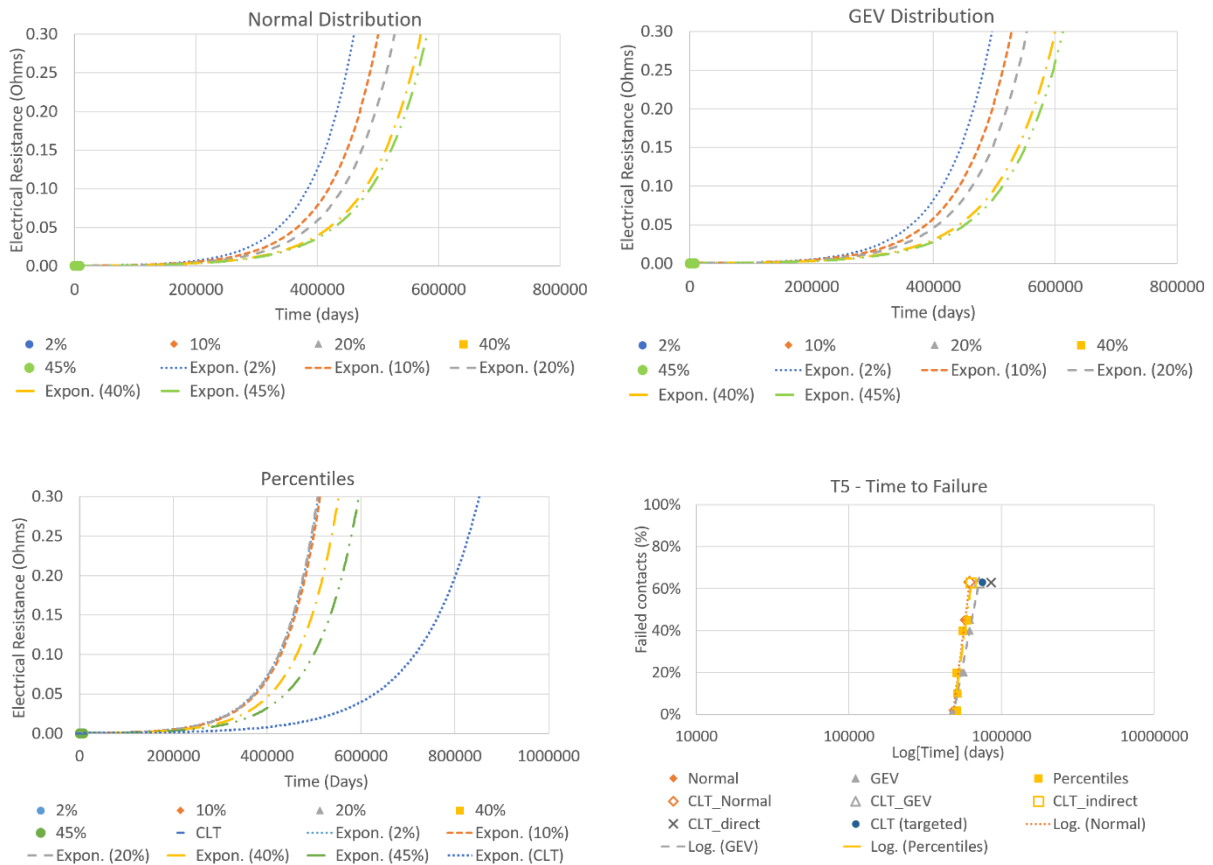 Normal Distribution
Electrical Resistance (Ohms)
0.30
0.25
0.20
0.15
0.10
0.05
0.00
0 200000 400000 600000 800000
Time (days)
2% 10% 20% 40%
45% Expon. (2%) Expon. (10%) Expon. (20%)
Expon. (40%) Expon. (45%)
GEV Distribution
Electrical Resistance (Ohms)
0.30
0.25
0.20
0.15
0.10
0.05
0.00
0 200000 400000 600000 800000
Time (days)
2% 10% 20% 40%
45% Expon. (2%) Expon. (10%) Expon. (20%)
Expon. (40%) Expon. (45%)
Percentiles
Electrical Resistance (Ohms)
0.30
0.25
0.20
0.15
0.10
0.05
0.00
0 200000 400000 600000 800000 1000000
Time (Days)
2% 10% 20% 40%
45% CLT Expon. (2%) Expon. (10%)
Expon. (20%) Expon. (40%) Expon. (45%) Expon. (CLT)
T5 - Time to Failure
Failed contacts (%)
100%
80%
60%
40%
20%
0%
10000 100000 1000000 10000000
Log[Time] (days)
Normal GEV Percentiles
CLT_Normal CLT_GEV CLT_indirect
CLT_direct CLT (targeted) Log. (Normal)
Log. (GEV) Log. (Percentiles)